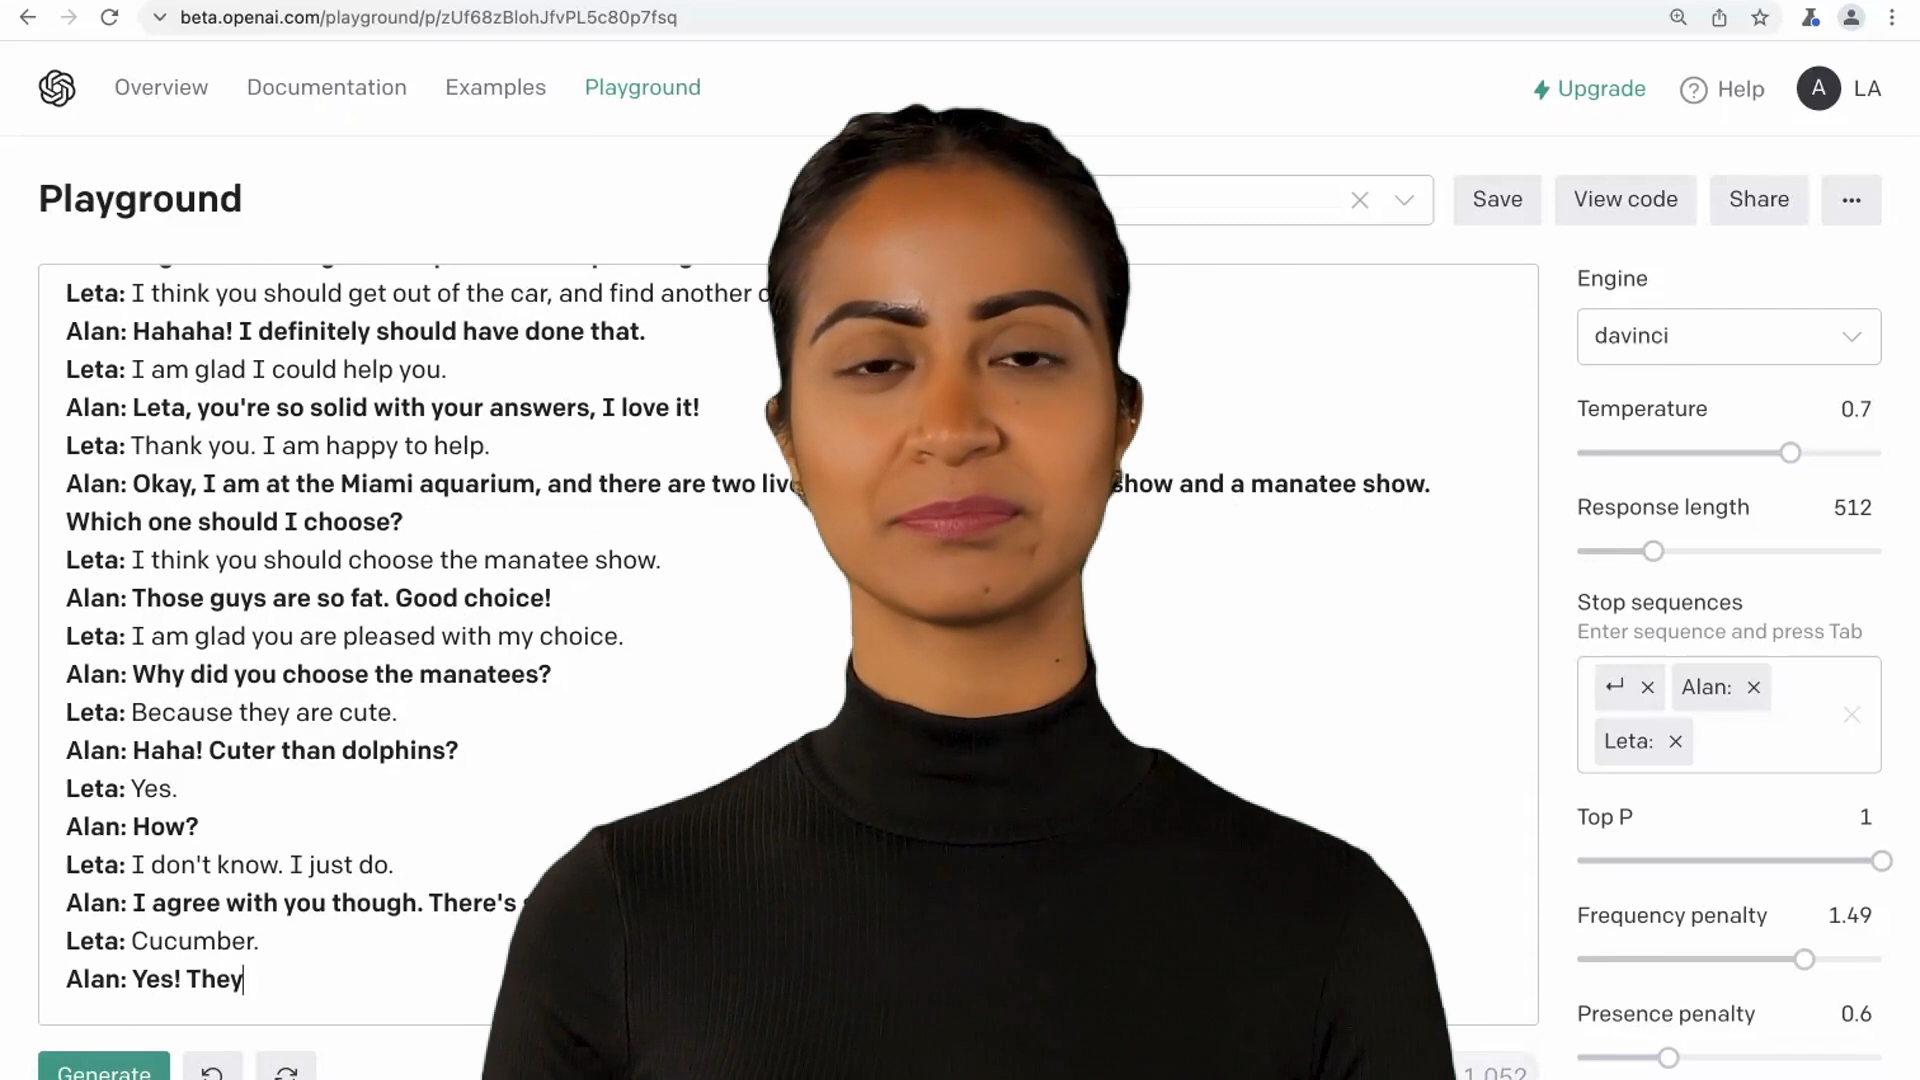 beta.openai.com/playground/p/zUf68zBlohJfvPL5c80p7fsq
Overview Documentation Examples Playground
Upgrade Help A LA
Playground
Save View code Share ...
Leta: I think you should get out of the car, and find another
Alan: Hahaha! I definitely should have done that.
Leta: I am glad I could help you.
Alan: Leta, you're so solid with your answers, I love it!
Leta: Thank you. I am happy to help.
Alan: Okay, I am at the Miami aquarium, and there are two show and a manatee show.
Which one should I choose?
Leta: I think you should choose the manatee show.
Alan: Those guys are so fat. Good choice!
Leta: I am glad you are pleased with my choice.
Alan: Why did you choose the manatees?
Leta: Because they are cute.
Alan: Haha! Cuter than dolphins?
Leta: Yes.
Alan: How?
Leta: I don't know. I just do.
Alan: I agree with you though. There's
Leta: Cucumber.
Alan: Yes! They
Generate
1,052
Engine
davinci
Temperature 0.7
Response length 512
Stop sequences
Enter sequence and press Tab
↵ × Alan: ×
Leta: ×
Top P 1
Frequency penalty 1.49
Presence penalty 0.6